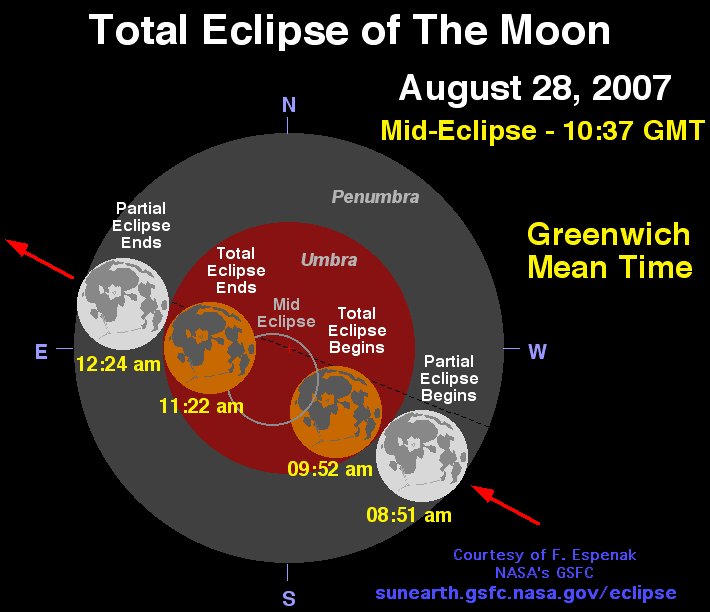 Total Eclipse of The Moon
August 28, 2007
Mid-Eclipse - 10:37 GMT
N
Penumbra
Greenwich
Mean Time
Partial
Eclipse
Ends
Umbra
Total
Eclipse
Ends
Mid
Eclipse
Total
Eclipse
Begins
Partial
Eclipse
Begins
E
W
12:24 am
11:22 am
09:52 am
08:51 am
S
Courtesy of F. Espenak
NASA's GSFC
sunearth.gsfc.nasa.gov/eclipse